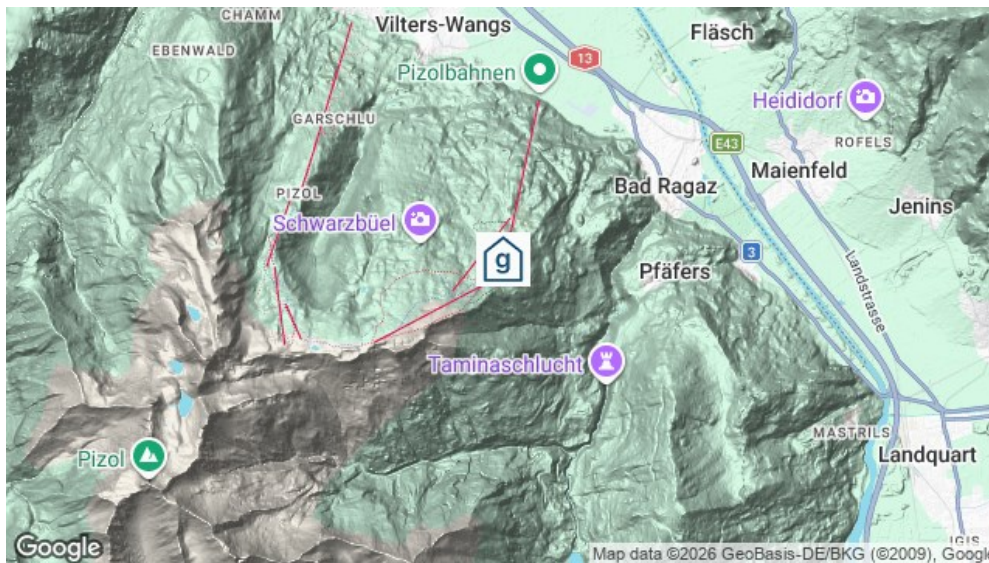 CHAMM
Vilters-Wangs
Fläsch
EBENWALD
13
Pizolbahnen
Heididorf
GARSCHLU
E43
ROFELS
Maienfeld
Bad Ragaz
PIZOL
Jenins
Schwarzbüel
g
3
Pfäfers
Landstrasse
Taminaschlucht
MASTRILS
Pizol
Landquart
IGIS
Google
Map data ©2026 GeoBasis-DE/BKG (©2009), Google